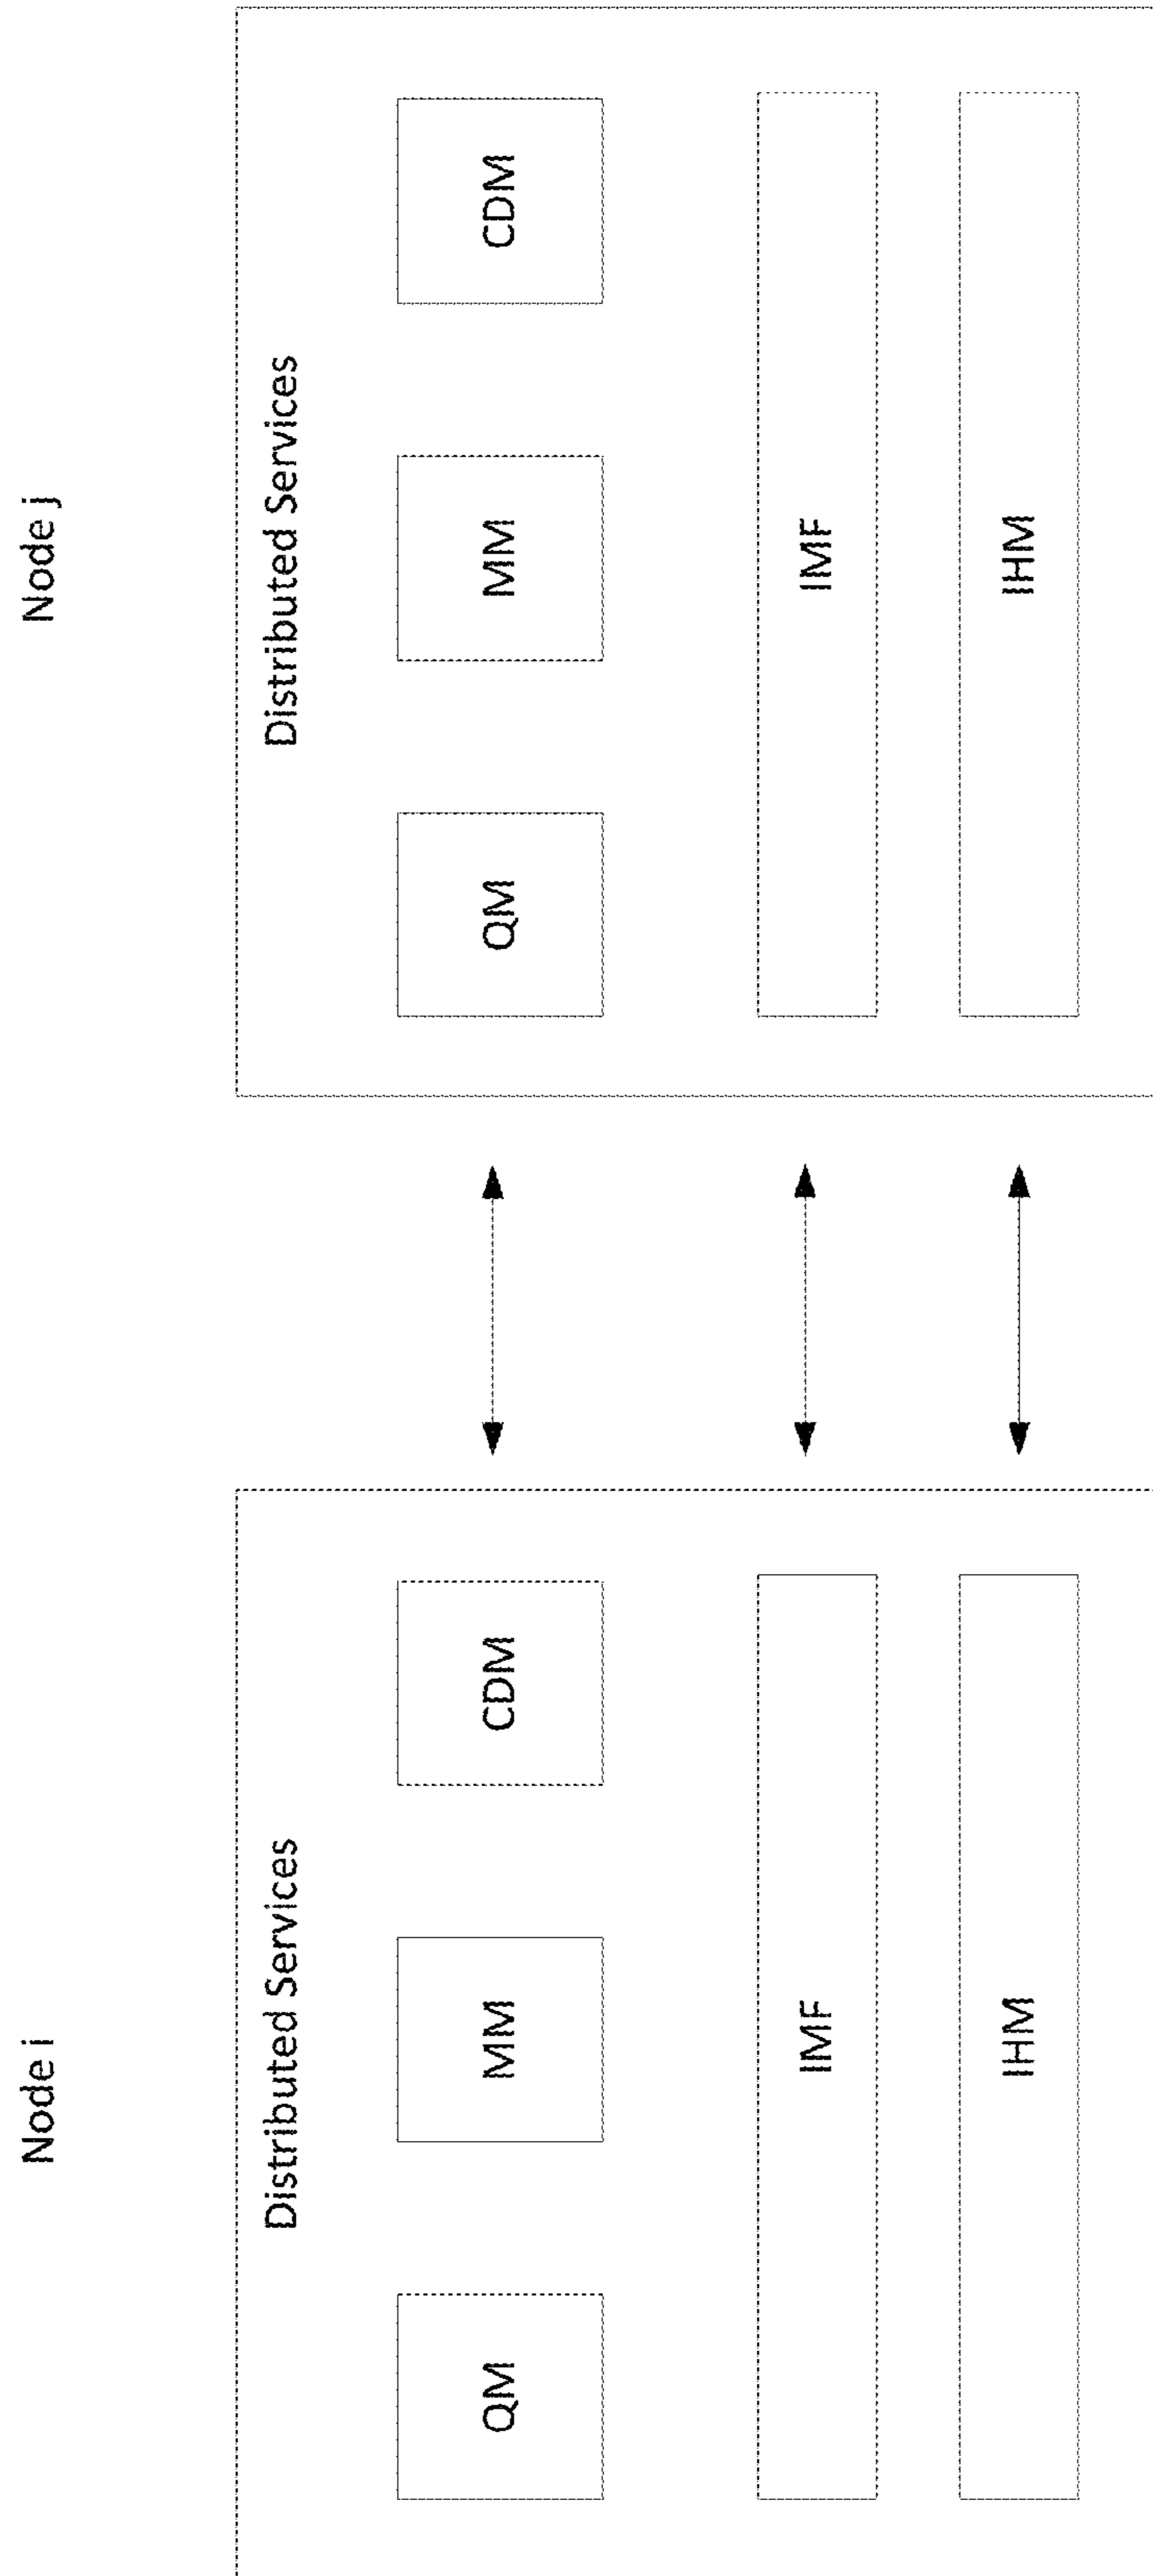 Node i
Distributed Services
QM
MM
CDM
IMF
IHM
Node j
Distributed Services
QM
MM
CDM
IMF
IHM